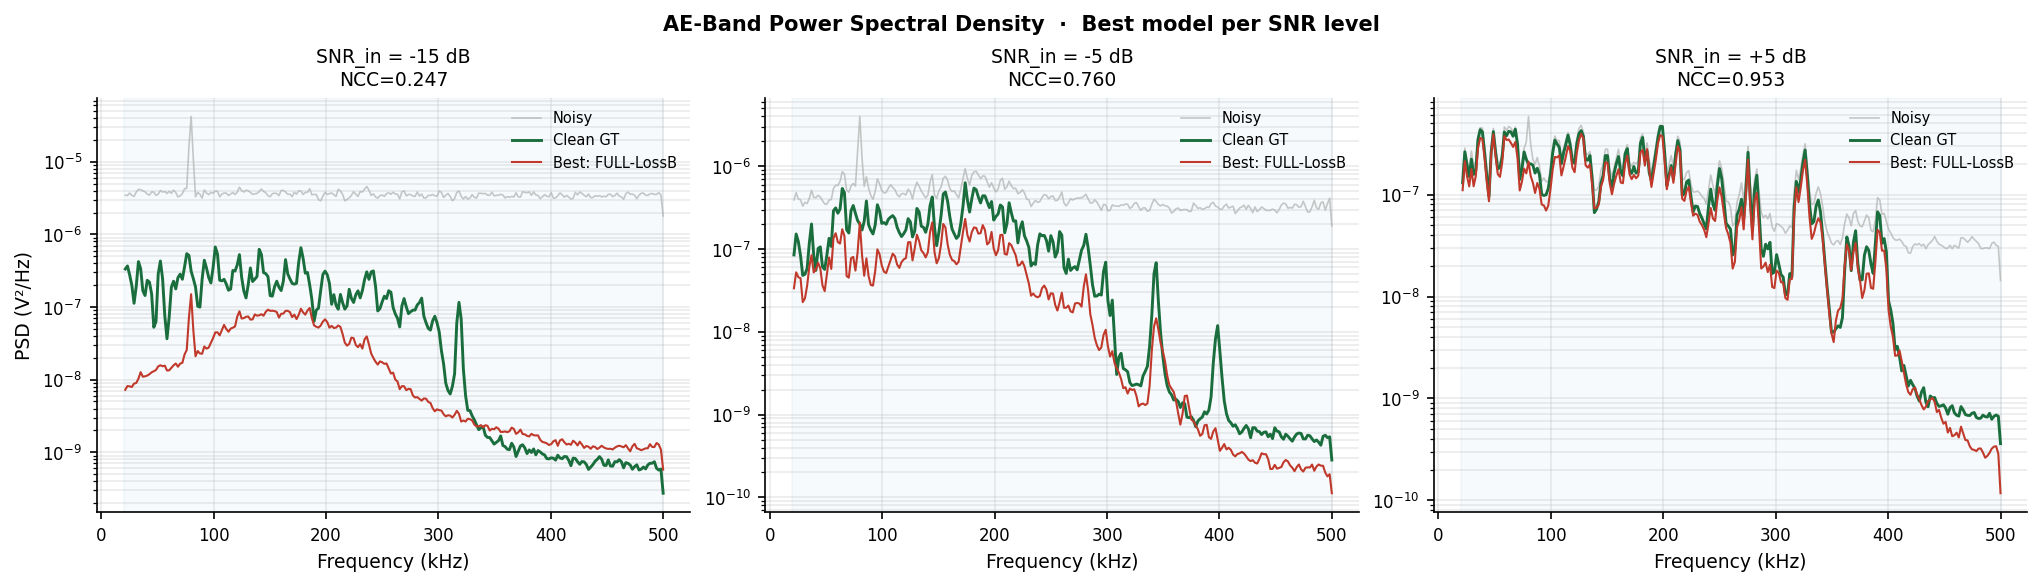 AE-Band Power Spectral Density · Best model per SNR level
SNR_in = -15 dB
NCC=0.247
Noisy
Clean GT
Best: FULL-LossB
10⁻⁵
10⁻⁶
10⁻⁷
10⁻⁸
10⁻⁹
PSD (V²/Hz)
0 100 200 300 400 500
Frequency (kHz)
SNR_in = -5 dB
NCC=0.760
Noisy
Clean GT
Best: FULL-LossB
10⁻⁶
10⁻⁷
10⁻⁸
10⁻⁹
10⁻¹⁰
0 100 200 300 400 500
Frequency (kHz)
SNR_in = +5 dB
NCC=0.953
Noisy
Clean GT
Best: FULL-LossB
10⁻⁷
10⁻⁸
10⁻⁹
10⁻¹⁰
0 100 200 300 400 500
Frequency (kHz)